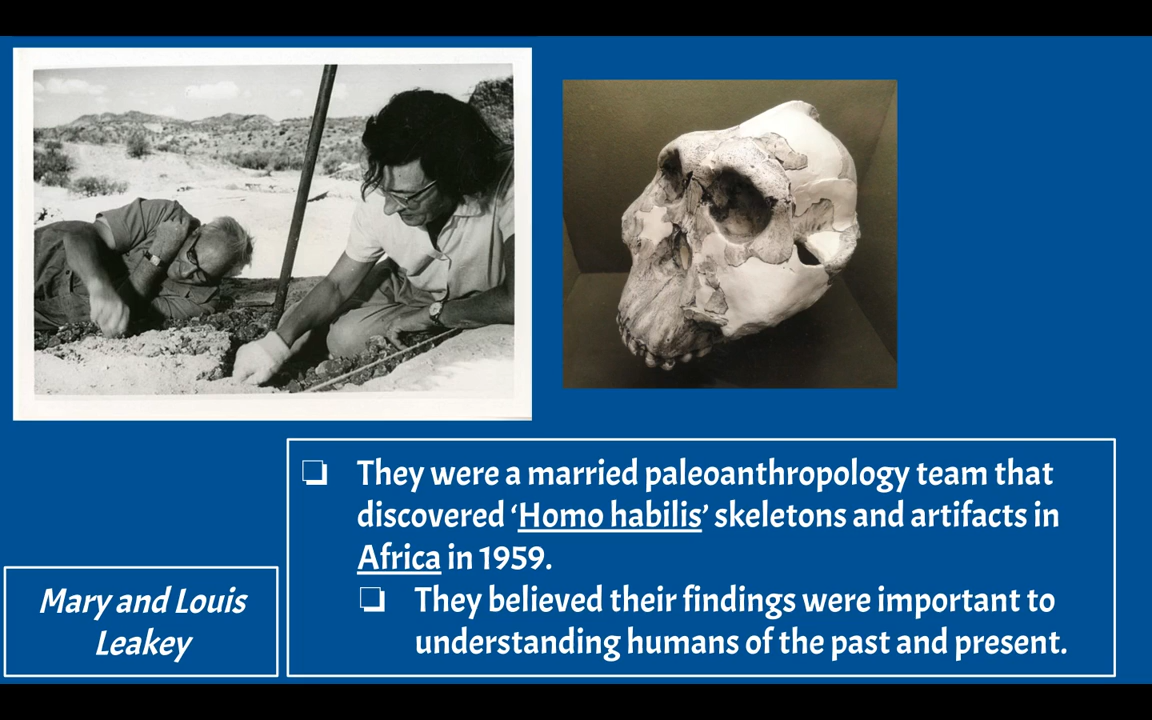 They were a married paleoanthropology team that
discovered ‘Homo habilis’ skeletons and artifacts in
Africa in 1959.
They believed their findings were important to
understanding humans of the past and present.
Mary and Louis
Leakey